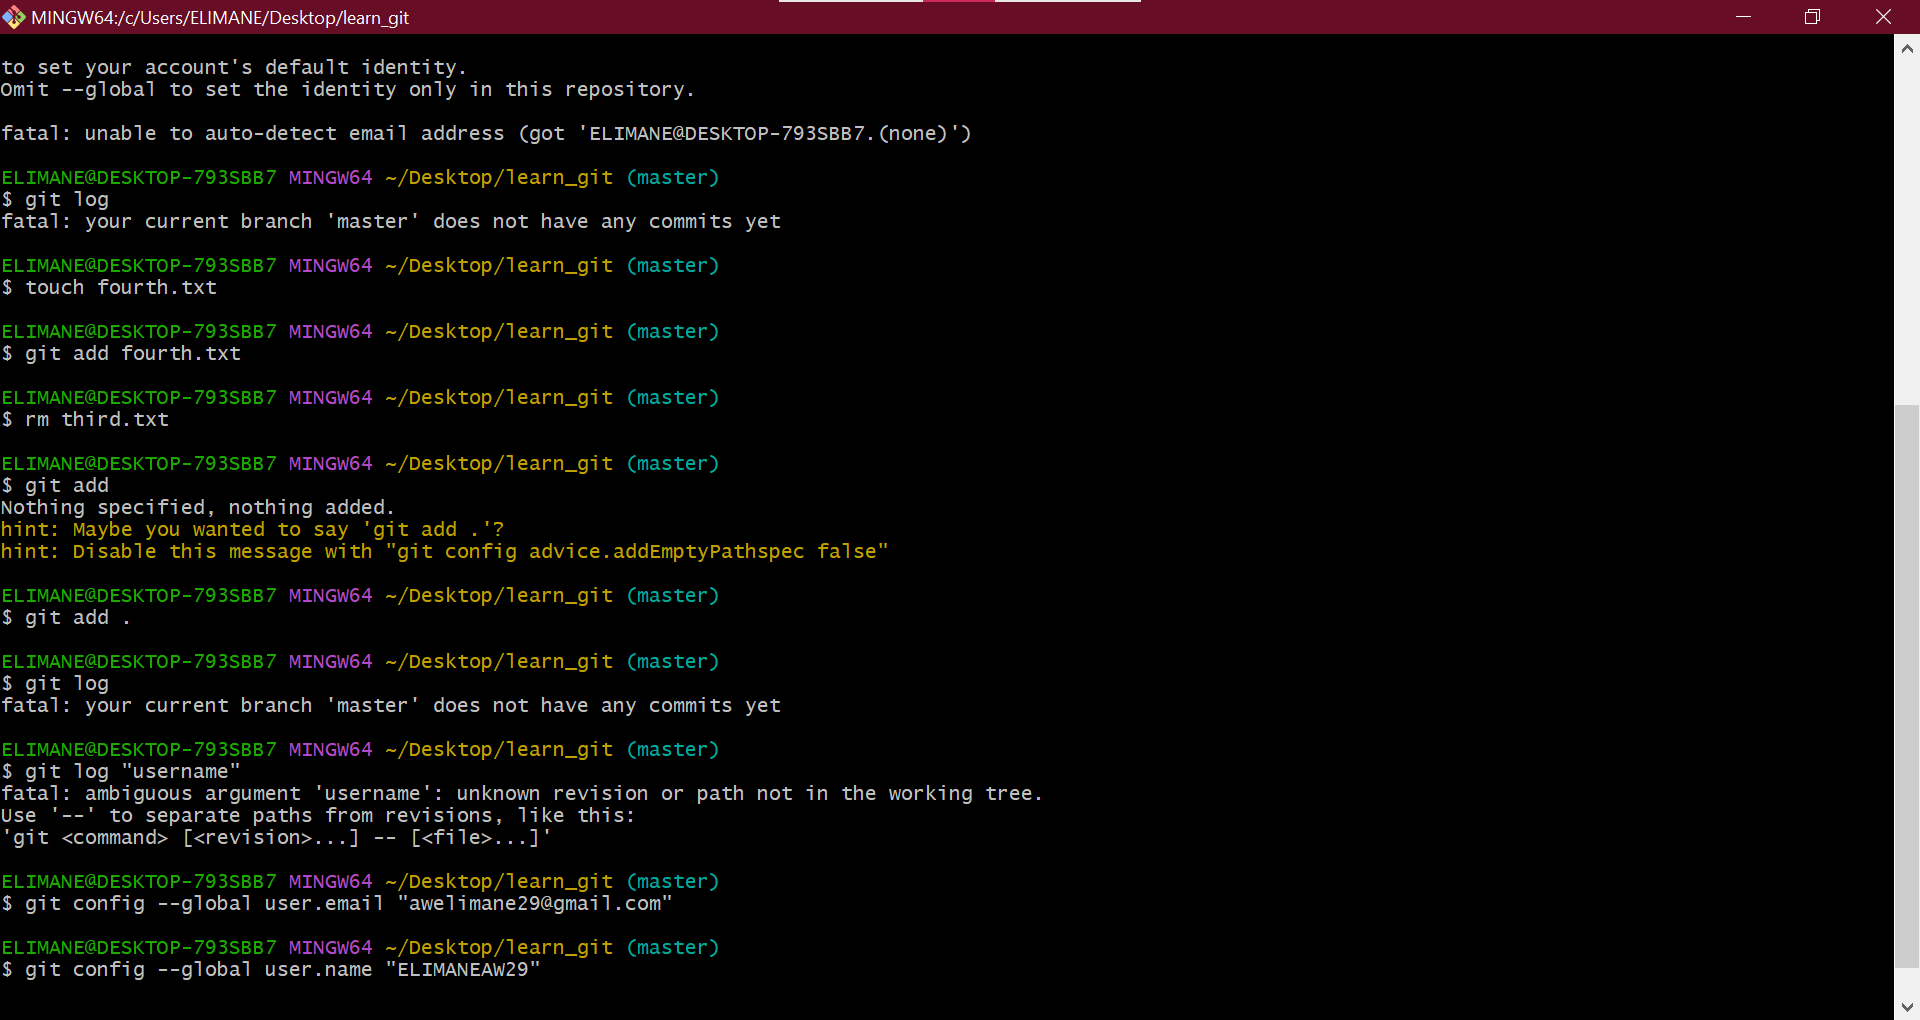 MINGW64:/c/Users/ELIMANE/Desktop/learn_git
to set your account's default identity.
Omit --global to set the identity only in this repository.
fatal: unable to auto-detect email address (got 'ELIMANE@DESKTOP-793SBB7.(none)')
ELIMANE@DESKTOP-793SBB7 MINGW64 ~/Desktop/learn_git (master)
$ git log
fatal: your current branch 'master' does not have any commits yet
ELIMANE@DESKTOP-793SBB7 MINGW64 ~/Desktop/learn_git (master)
$ touch fourth.txt
ELIMANE@DESKTOP-793SBB7 MINGW64 ~/Desktop/learn_git (master)
$ git add fourth.txt
ELIMANE@DESKTOP-793SBB7 MINGW64 ~/Desktop/learn_git (master)
$ rm third.txt
ELIMANE@DESKTOP-793SBB7 MINGW64 ~/Desktop/learn_git (master)
$ git add
Nothing specified, nothing added.
hint: Maybe you wanted to say 'git add .'?
hint: Disable this message with "git config advice.addEmptyPathspec false"
ELIMANE@DESKTOP-793SBB7 MINGW64 ~/Desktop/learn_git (master)
$ git add .
ELIMANE@DESKTOP-793SBB7 MINGW64 ~/Desktop/learn_git (master)
$ git log
fatal: your current branch 'master' does not have any commits yet
ELIMANE@DESKTOP-793SBB7 MINGW64 ~/Desktop/learn_git (master)
$ git log "username"
fatal: ambiguous argument 'username': unknown revision or path not in the working tree.
Use '--' to separate paths from revisions, like this:
'git <command> [<revision>...] -- [<file>...]'
ELIMANE@DESKTOP-793SBB7 MINGW64 ~/Desktop/learn_git (master)
$ git config --global user.email "awelimane29@gmail.com"
ELIMANE@DESKTOP-793SBB7 MINGW64 ~/Desktop/learn_git (master)
$ git config --global user.name "ELIMANEAW29"